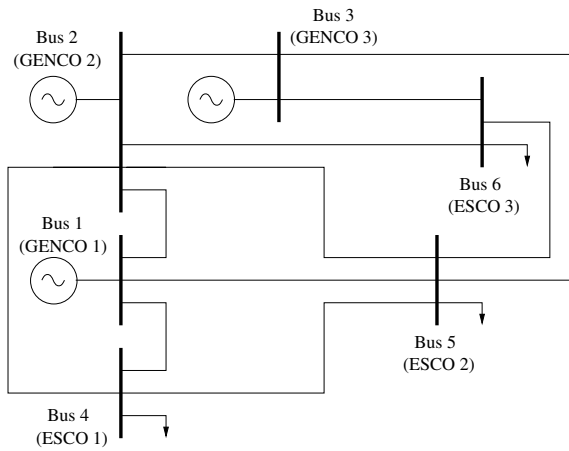 Bus 2
(GENCO 2)
Bus 3
(GENCO 3)
Bus 6
(ESCO 3)
Bus 1
(GENCO 1)
Bus 5
(ESCO 2)
Bus 4
(ESCO 1)